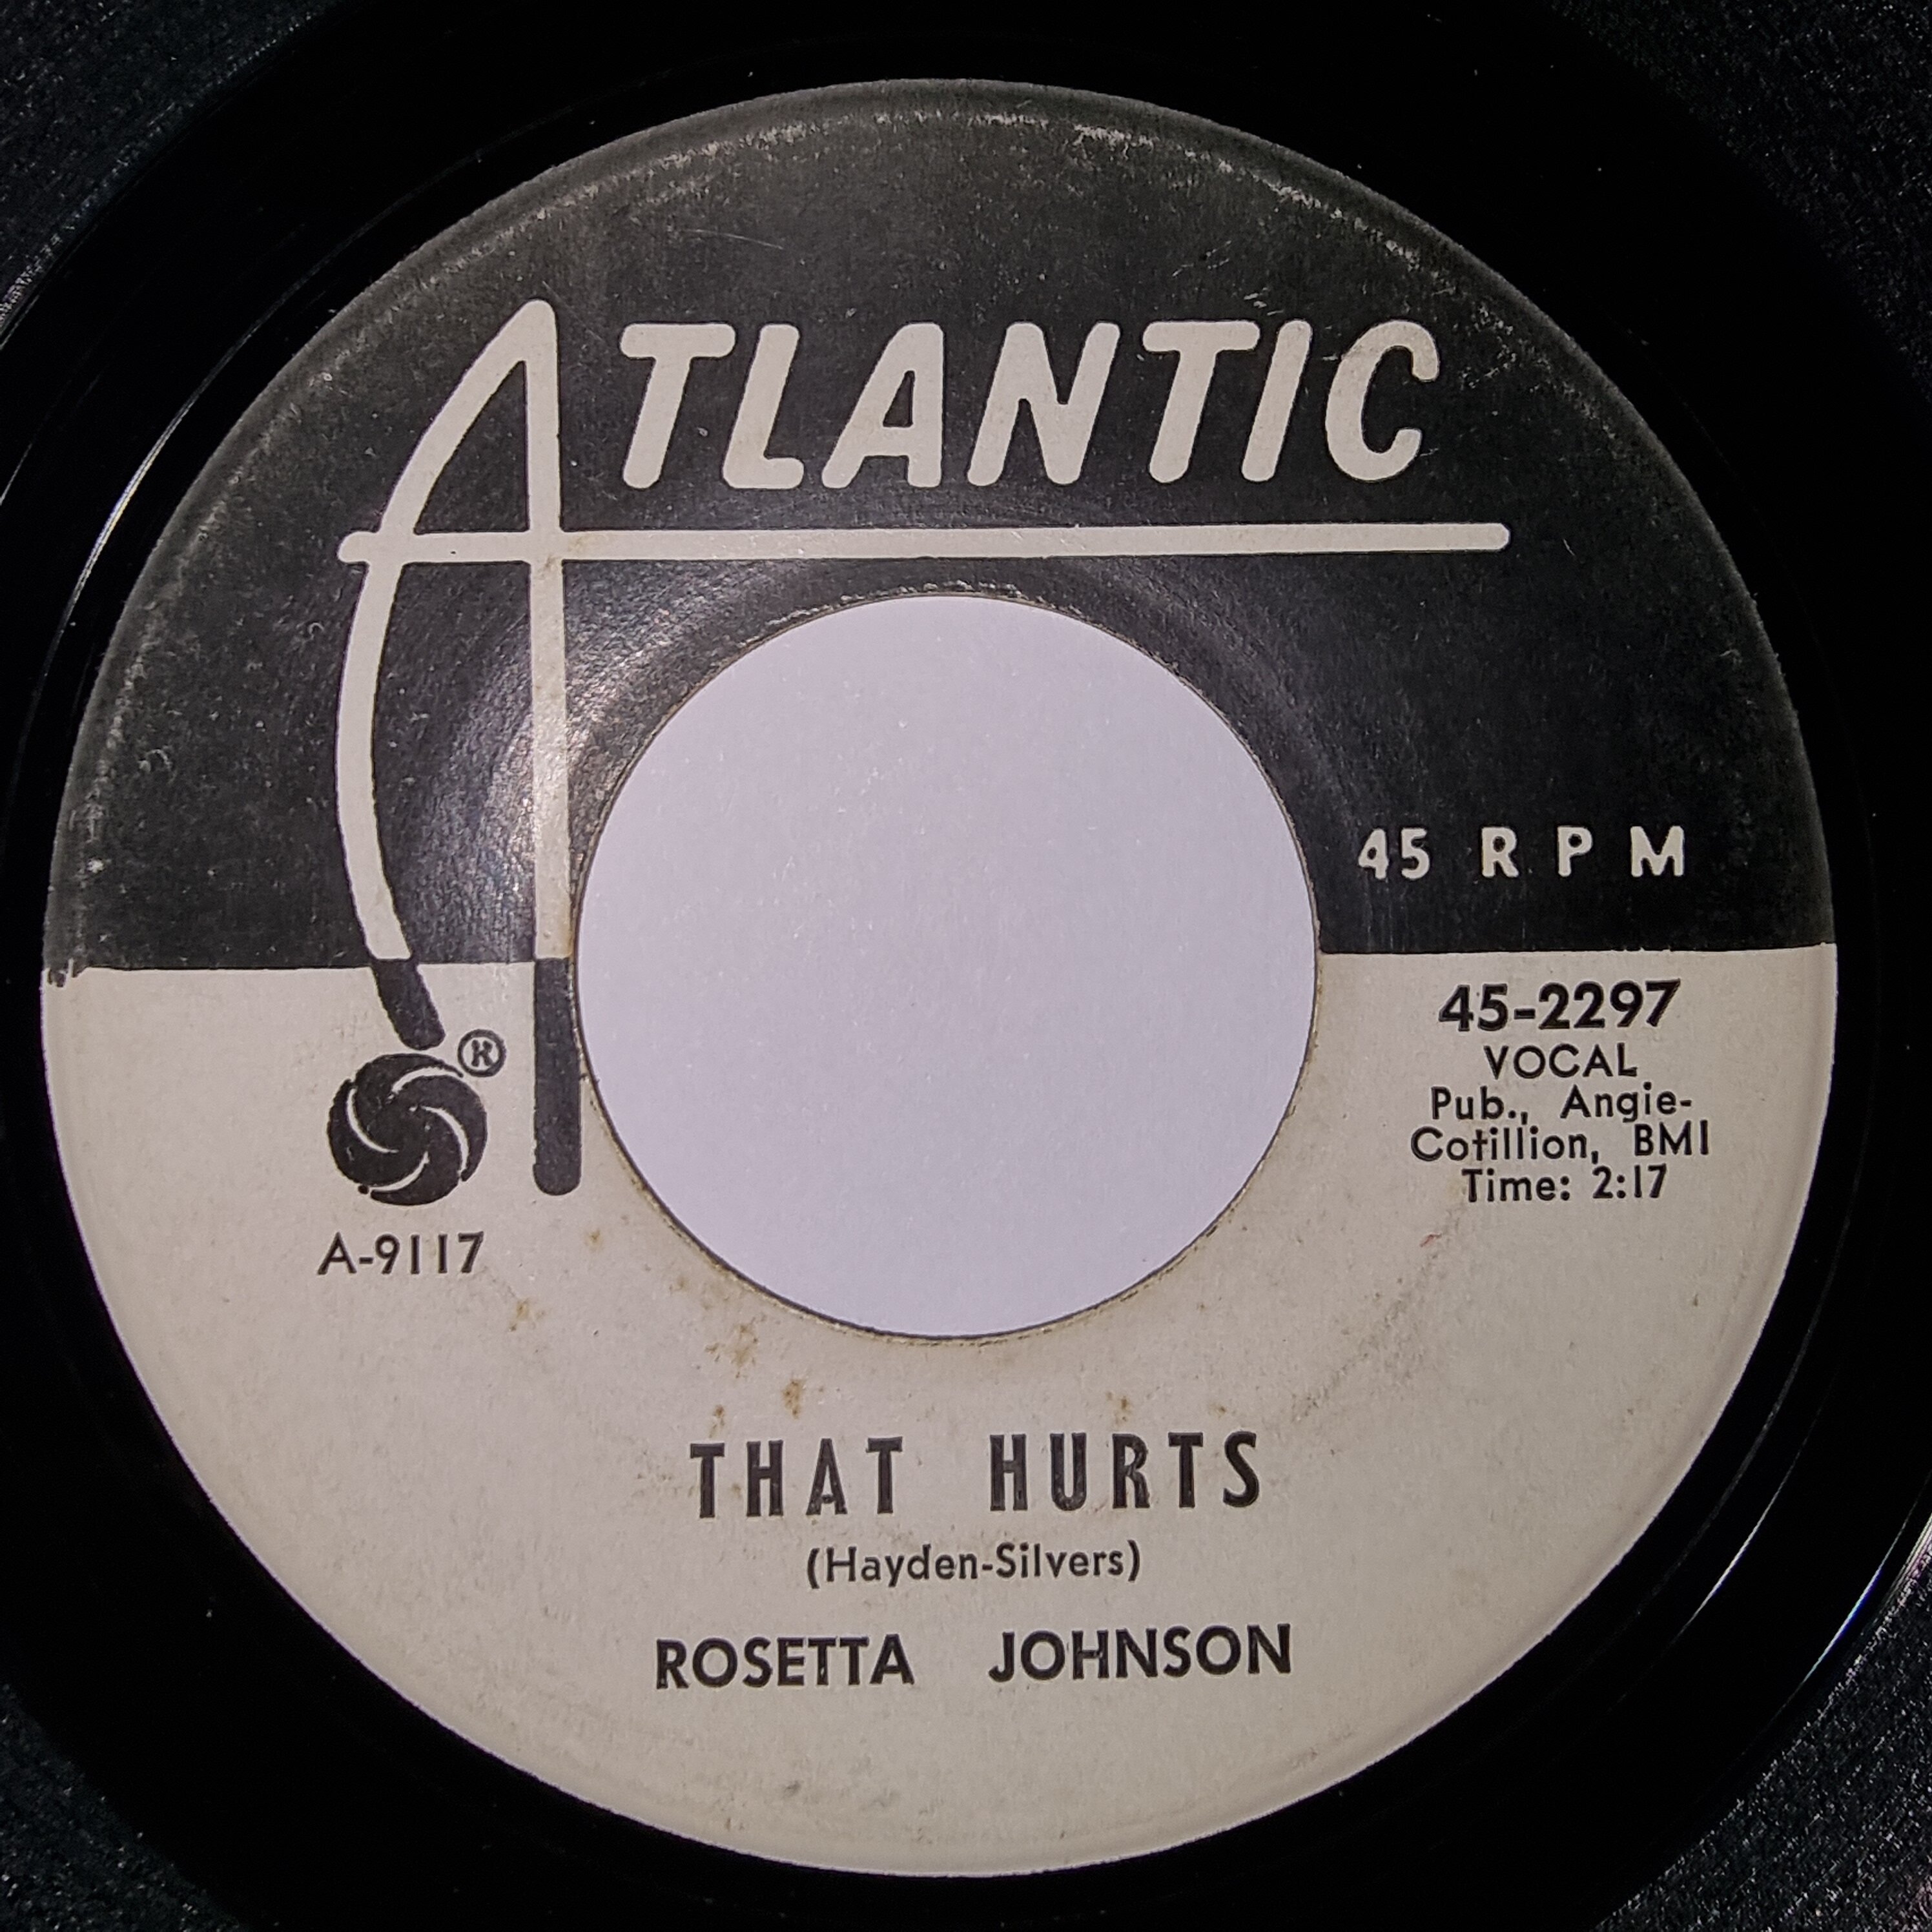 ATLANTIC
45 RPM
45-2297
VOCAL
Pub., Angie-
Cotillion, BMI
Time: 2:17
®
A-9117
THAT HURTS
(Hayden-Silvers)
ROSETTA JOHNSON